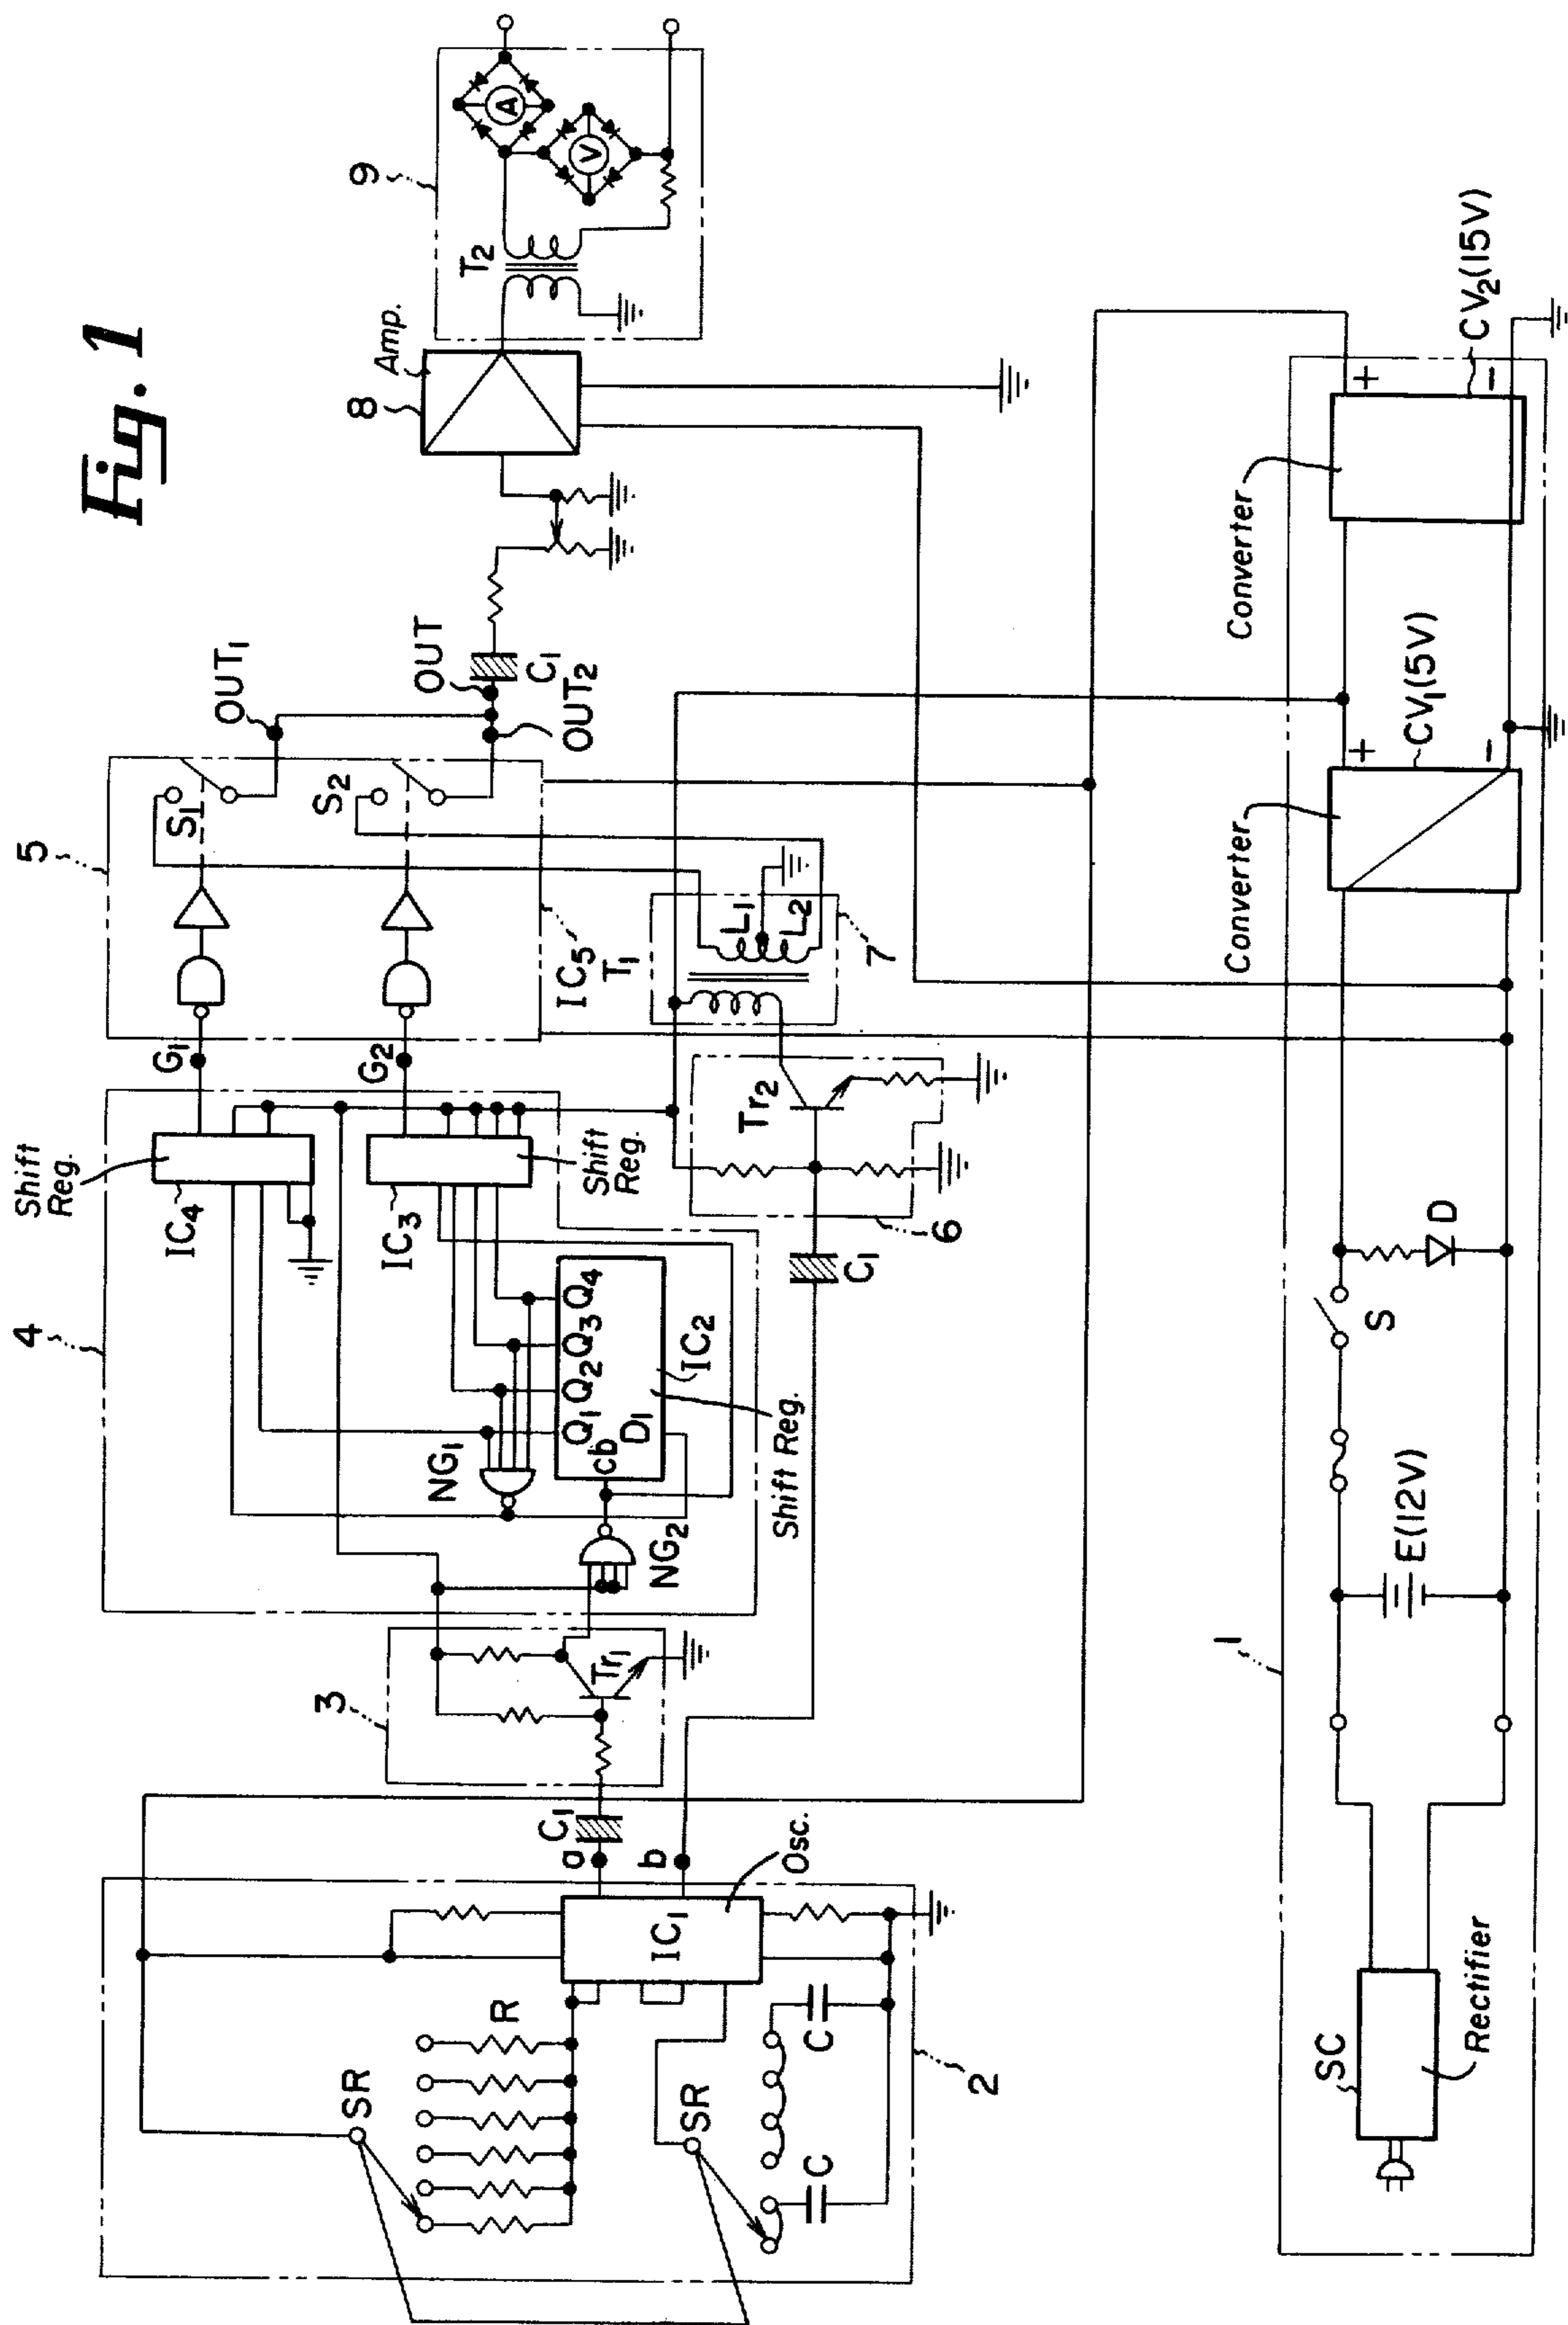 Fig. 1
2
SR
R
SR
C
C
IC1
Osc.
a
b
C1
3
Tr1
4
NG1
NG2
Q1 Q2 Q3 Q4
cb
D1
IC2
Shift Reg.
Shift
Reg.
IC4
IC3
Shift
Reg.
G1
G2
5
S1
S2
IC5
OUT1
OUT
OUT2
C1
C1
6
Tr2
7
T1
L1
L2
8
Amp.
9
T2
A
V
1
SC
Rectifier
E(12V)
S
D
Converter
CV1(5V)
+
−
Converter
CV2(15V)
+
−